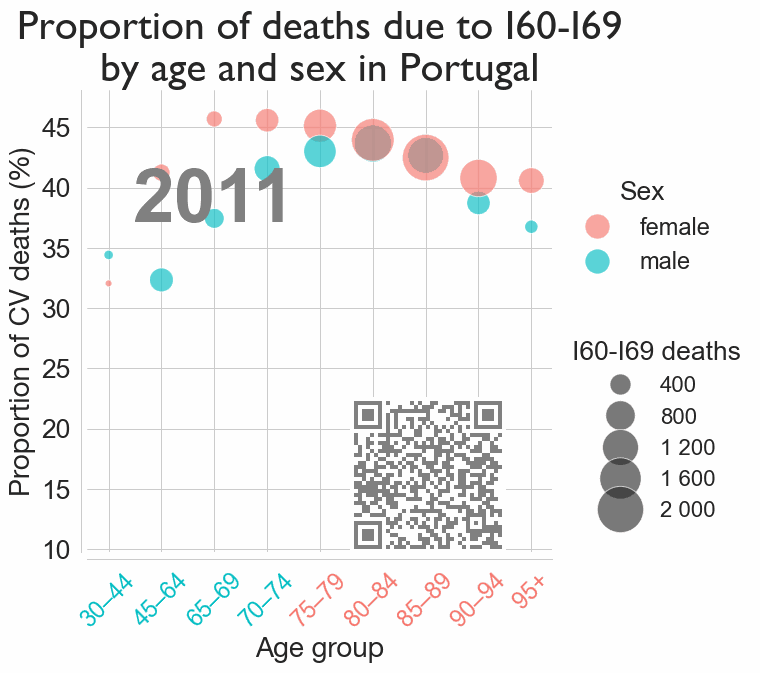 Proportion of deaths due to I60-I69
by age and sex in Portugal
Proportion of CV deaths (%)
45
40
35
30
25
20
15
10
2011
30–44
45–64
65–69
70–74
75–79
80–84
85–89
90–94
95+
Age group
Sex
female
male
I60-I69 deaths
400
800
1 200
1 600
2 000